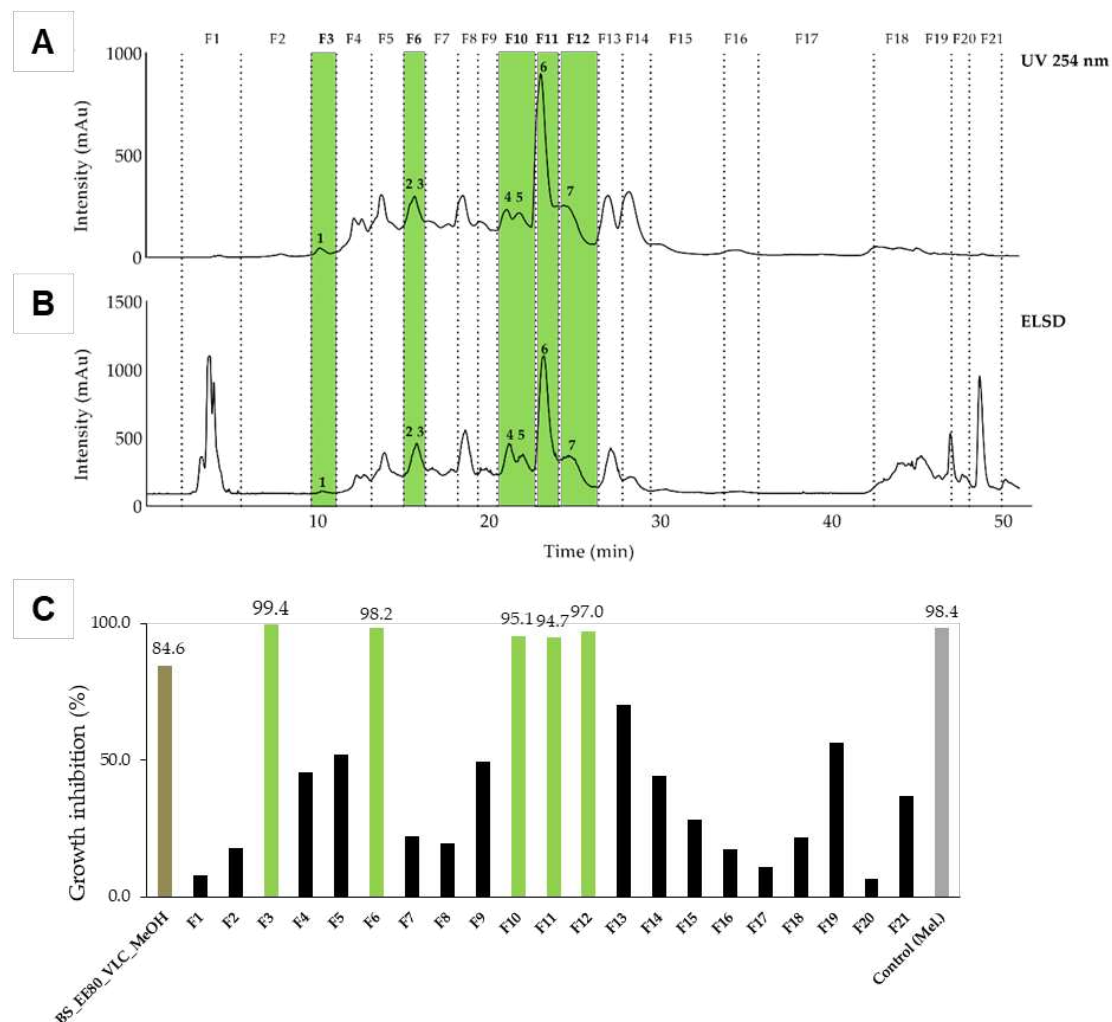 A
F1 F2 F3 F4 F5 F6 F7 F8 F9 F10 F11 F12 F13 F14 F15 F16 F17 F18 F19 F20 F21
UV 254 nm
Intensity (mAu)
1000
500
0
1 2 3 4 5 6 7
B
ELSD
Intensity (mAu)
1500
1000
500
0
1 2 3 4 5 6 7
10 20 30 40 50
Time (min)
C
Growth inhibition (%)
100.0
50.0
0.0
84.6 99.4 98.2 95.1 94.7 97.0 98.4
BS_EE80_VLC_MeOH F1 F2 F3 F4 F5 F6 F7 F8 F9 F10 F11 F12 F13 F14 F15 F16 F17 F18 F19 F20 F21 Control (Mel.)